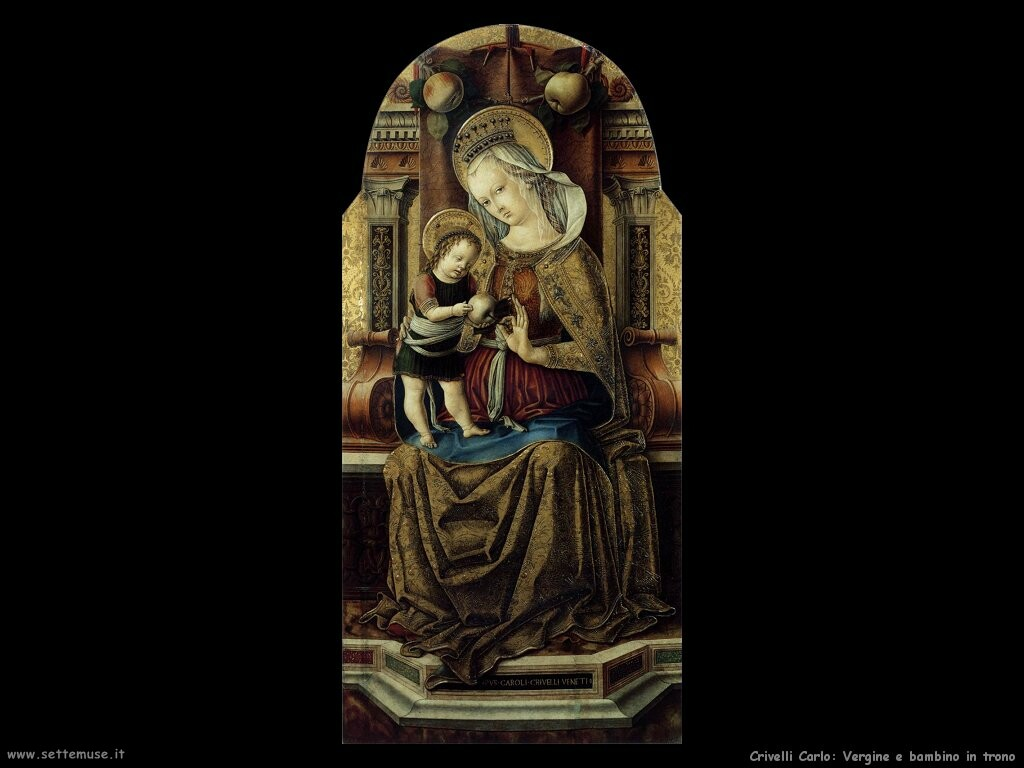 CAROLI·CRIVELLI VENETI
www.settemuse.it
Crivelli Carlo: Vergine e bambino in trono